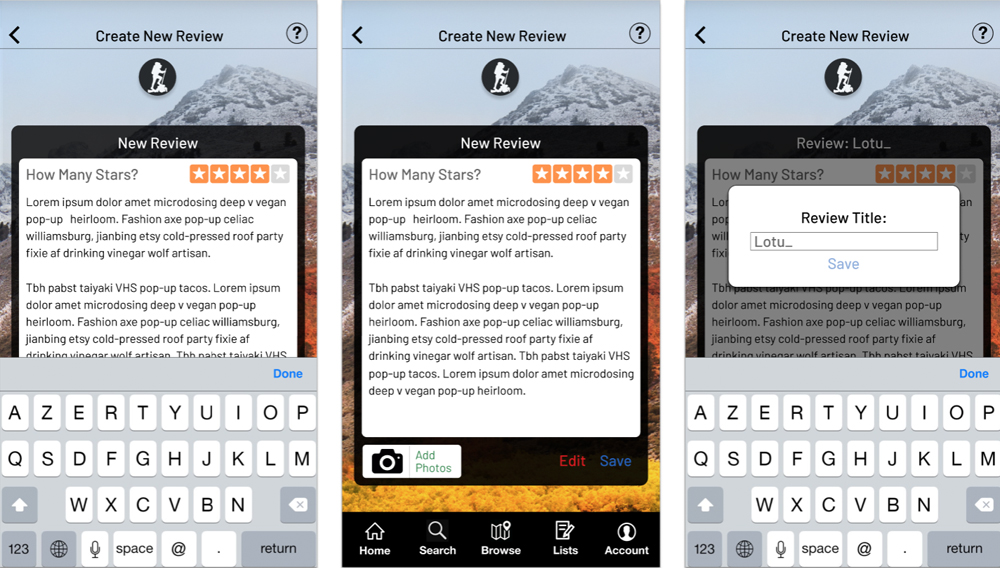 Create New Review
?
New Review
How Many Stars?
Lorem ipsum dolor amet microdosing deep v vegan
pop-up heirloom. Fashion axe pop-up celiac
williamsburg, jianbing etsy cold-pressed roof party
fixie af drinking vinegar wolf artisan.
Tbh pabst taiyaki VHS pop-up tacos. Lorem ipsum
dolor amet microdosing deep v vegan pop-up
heirloom. Fashion axe pop-up celiac williamsburg,
jianbing etsy cold-pressed roof party fixie af
drinking vinegar wolf artisan. Tbh pabst taiyaki VHS
Done
A Z E R T Y U I O P
Q S D F G H J K L M
W X C V B N
123 space @ . return
Create New Review
?
New Review
How Many Stars?
Lorem ipsum dolor amet microdosing deep v vegan
pop-up heirloom. Fashion axe pop-up celiac
williamsburg, jianbing etsy cold-pressed roof party
fixie af drinking vinegar wolf artisan.
Tbh pabst taiyaki VHS pop-up tacos. Lorem ipsum
dolor amet microdosing deep v vegan pop-up
heirloom. Fashion axe pop-up celiac williamsburg,
jianbing etsy cold-pressed roof party fixie af
drinking vinegar wolf artisan. Tbh pabst taiyaki VHS
pop-up tacos. Lorem ipsum dolor amet microdosing
deep v vegan pop-up heirloom.
Add
Photos
Edit Save
Home Search Browse Lists Account
Create New Review
?
Review: Lotu_
How Many Stars?
Review Title:
Lotu_
Save
Lorem
pop-up
williams
fixie af
Tbh pabst taiyaki VHS pop-up tacos. Lorem ipsum
dolor amet microdosing deep v vegan pop-up
heirloom. Fashion axe pop-up celiac williamsburg,
jianbing etsy cold-pressed roof party fixie af
drinking vinegar wolf artisan. Tbh pabst taiyaki VHS
Done
A Z E R T Y U I O P
Q S D F G H J K L M
W X C V B N
123 space @ . return